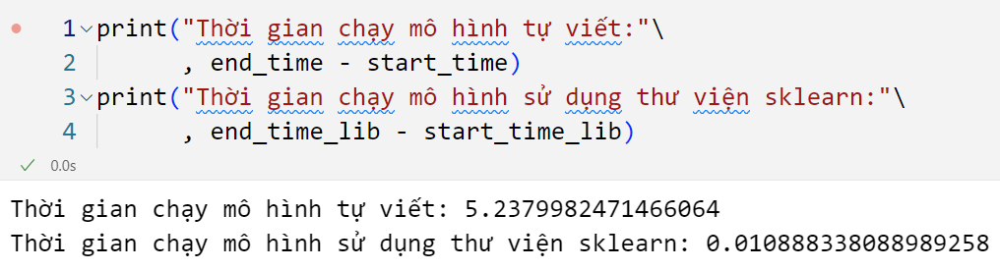 1 print("Thời gian chạy mô hình tự viết:"\
2 , end_time - start_time)
3 print("Thời gian chạy mô hình sử dụng thư viện sklearn:"\
4 , end_time_lib - start_time_lib)
0.0s
Thời gian chạy mô hình tự viết: 5.2379982471466064
Thời gian chạy mô hình sử dụng thư viện sklearn: 0.010888338088989258